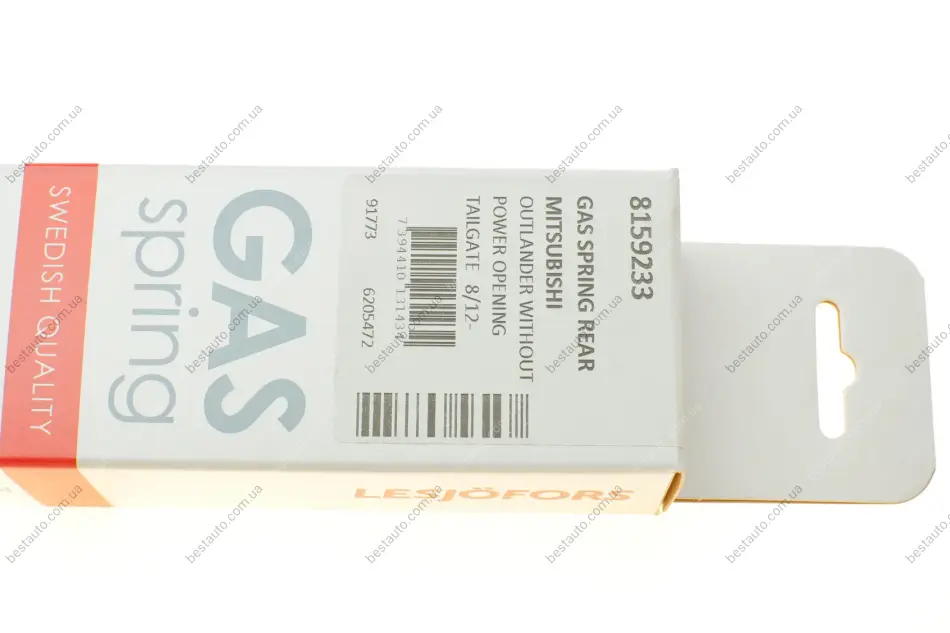 SWEDISH QUALITY
GAS
spring
8159233
GAS SPRING REAR
MITSUBISHI
OUTLANDER WITHOUT
POWER OPENING
TAILGATE 8/12-
91773 6205472
LESJÖFORS
bestauto.com.ua